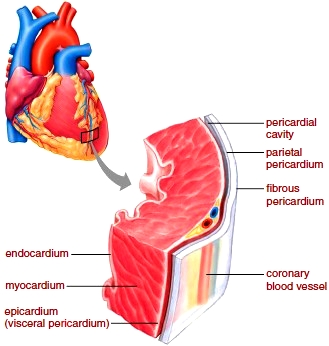 pericardial
cavity
parietal
pericardium
fibrous
pericardium
endocardium
myocardium
epicardium
(visceral pericardium)
coronary
blood vessel